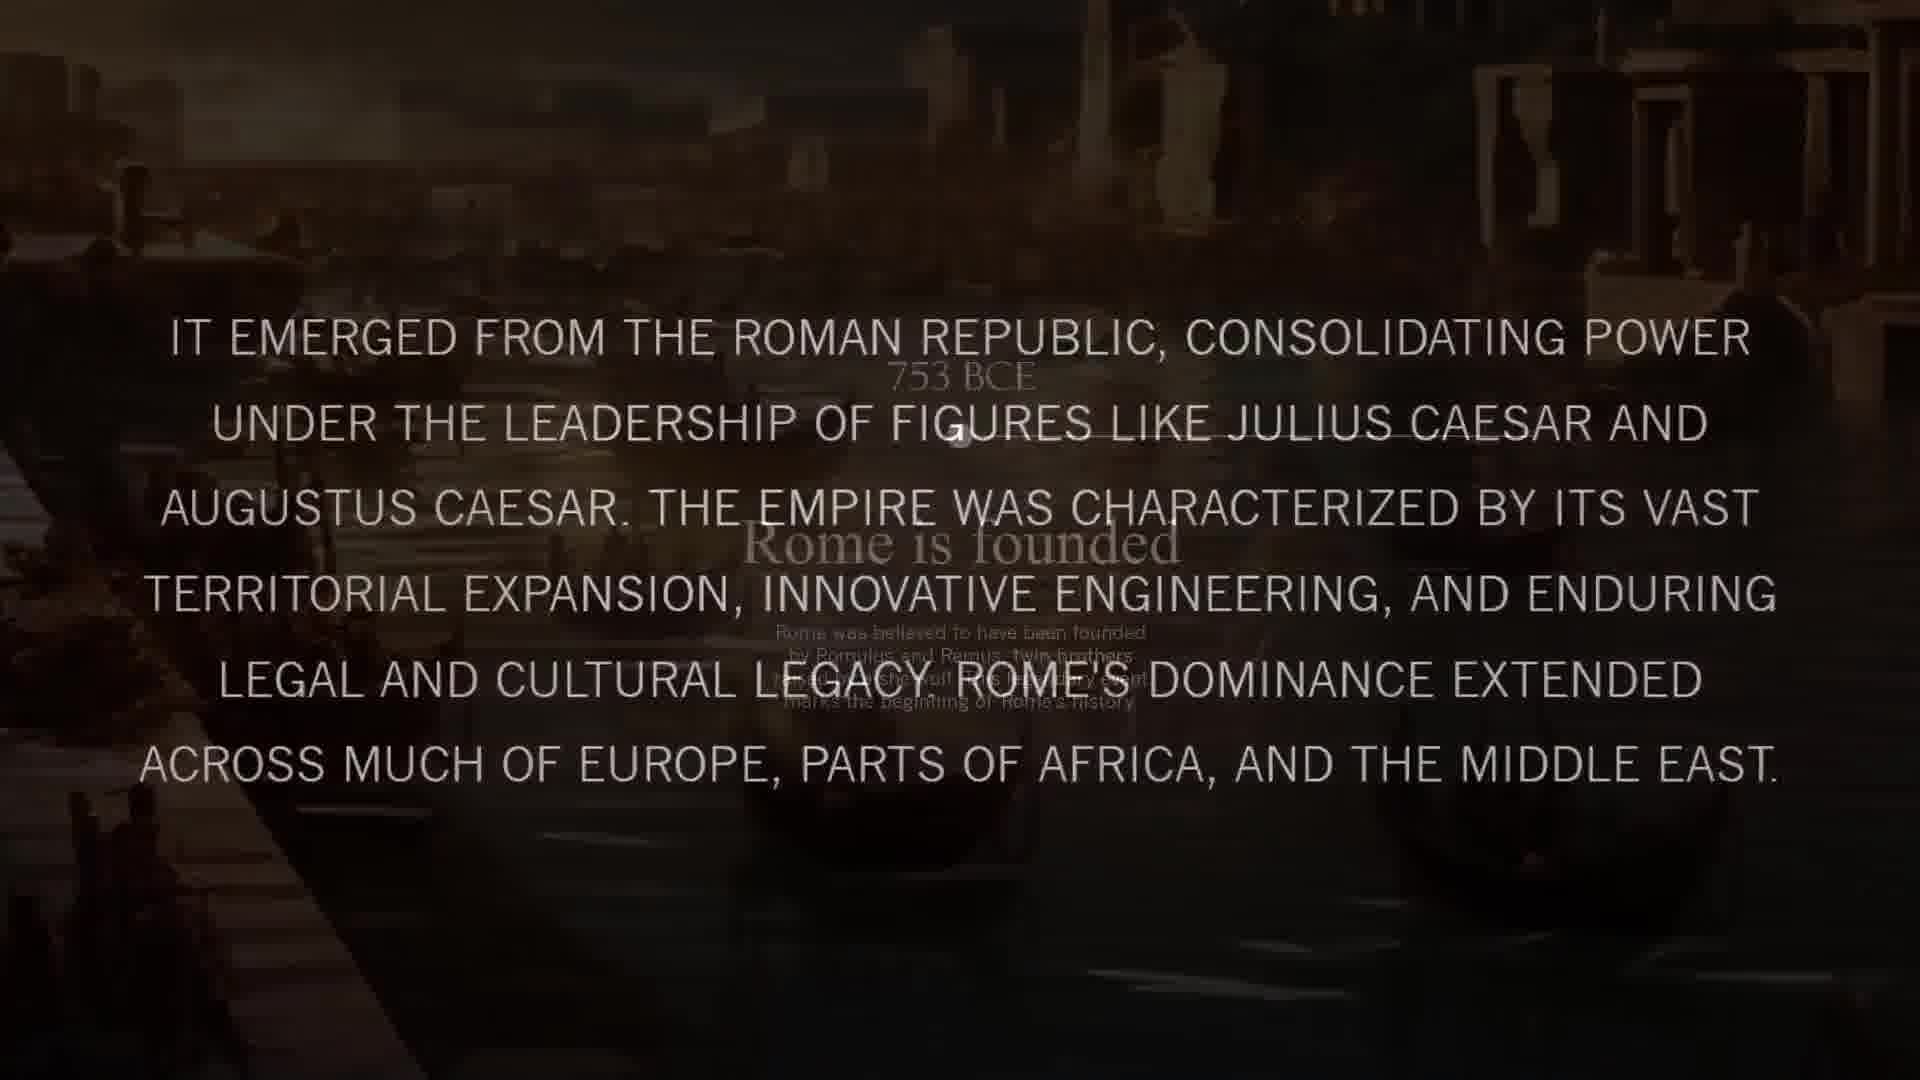 IT EMERGED FROM THE ROMAN REPUBLIC, CONSOLIDATING POWER
753 BCE
UNDER THE LEADERSHIP OF FIGURES LIKE JULIUS CAESAR AND
AUGUSTUS CAESAR. THE EMPIRE WAS CHARACTERIZED BY ITS VAST
Rome is founded
TERRITORIAL EXPANSION, INNOVATIVE ENGINEERING, AND ENDURING
Rome was believed to have been founded
by Romulus and Remus, twin brothers
LEGAL AND CULTURAL LEGACY. ROME'S DOMINANCE EXTENDED
marks the beginning of Rome's history
ACROSS MUCH OF EUROPE, PARTS OF AFRICA, AND THE MIDDLE EAST.